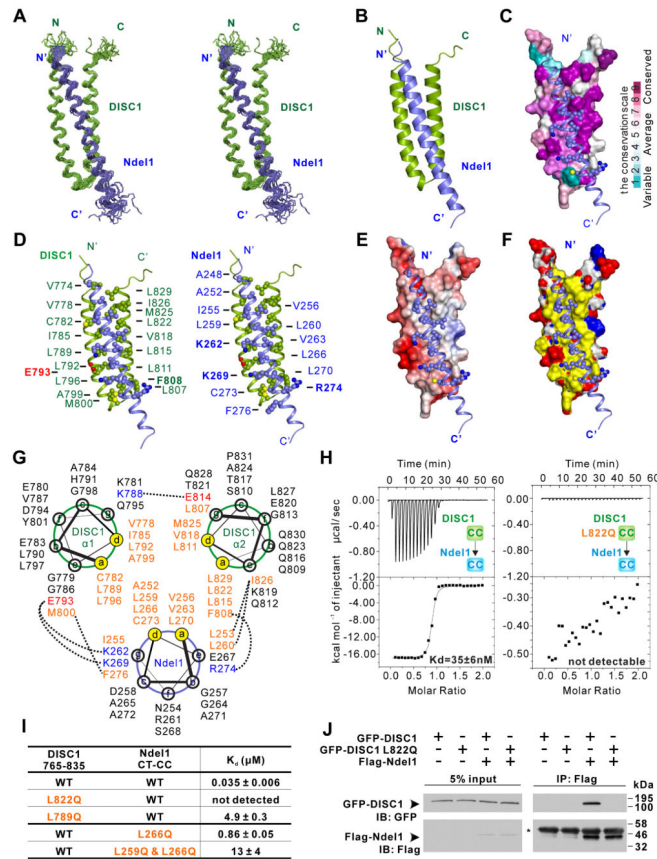 A
N
N'
C
DISC1
Ndel1
C'
N
N'
C
DISC1
Ndel1
C'
B
N
N'
C
DISC1
Ndel1
C'
C
N'
C'
the conservation scale
1 2 3 4 5 6 7 8 9
Variable Average Conserved
D
DISC1
N'
C'
V774
V778
C782
I785
L789
L792
E793
L796
A799
M800
L829
I826
M825
L822
V818
L815
L811
F808
L807
Ndel1
N'
C
A248
A252
I255
L259
K262
K269
C273
F276
V256
L260
V263
L266
L270
R274
C'
E
N'
C'
F
N'
C'
G
A784
H791
G798
E780
V787
D794
Y801
K781
K788
Q795
E783
L790
L797
DISC1
α1
V778
I785
L792
A799
G779
G786
E793
M800
C782
L789
L796
P831
A824
T817
S810
Q828
T821
E814
L807
L827
E820
G813
M825
V818
L811
DISC1
α2
Q830
Q823
Q816
Q809
L829
L822
L815
F808
I826
K819
Q812
A252
L259
L266
C273
V256
V263
L270
I255
K262
K269
F276
L253
L260
E267
R274
Ndel1
D258
A265
A272
N254
R261
S268
G257
G264
A271
H
Time (min)
0 10 20 30 40 50 60
0.00
-0.40
-0.80
-1.20
µcal/sec
DISC1
CC
Ndel1
CC
0.0
-4.00
-8.00
-12.0
-16.0
kcal mol⁻¹ of injectant
Kd=35±6nM
0.0 0.5 1.0 1.5 2.0
Molar Ratio
Time (min)
0 10 20 30 40 50 60
0.00
-0.40
-0.80
-1.20
DISC1
L822Q
CC
Ndel1
CC
-0.30
-0.40
-0.50
not detectable
0.0 0.5 1.0 1.5 2.0
Molar Ratio
I
DISC1 765-835 Ndel1 CT-CC Kd (µM)
WT WT 0.035 ± 0.006
L822Q WT not detected
L789Q WT 4.9 ± 0.3
WT L266Q 0.86 ± 0.05
WT L259Q & L266Q 13 ± 4
J
GFP-DISC1 + - + - + - + -
GFP-DISC1 L822Q - + - + - + - +
Flag-Ndel1 - - + + - - + +
5% input
IP: Flag
kDa
GFP-DISC1
IB: GFP
195
100
Flag-Ndel1
IB: Flag
*
58
46
32